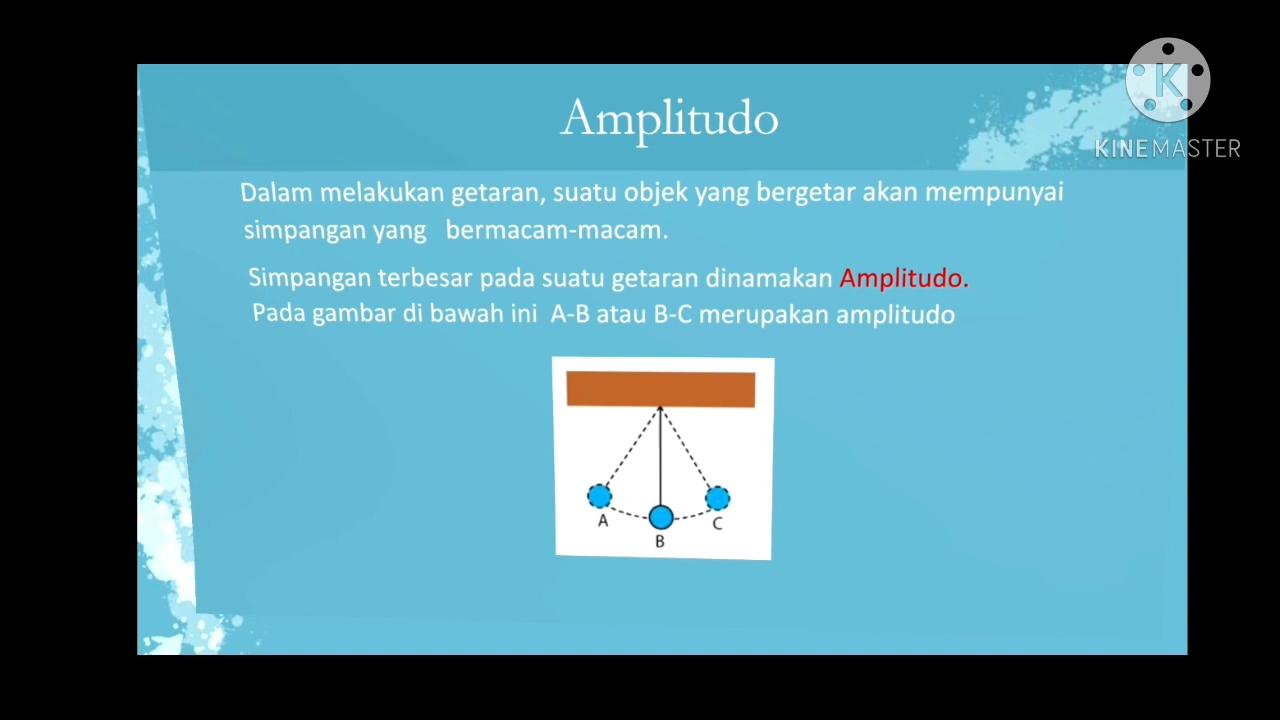 Amplitudo
KINEMASTER
Dalam melakukan getaran, suatu objek yang bergetar akan mempunyai
simpangan yang bermacam-macam.
Simpangan terbesar pada suatu getaran dinamakan Amplitudo.
Pada gambar di bawah ini A-B atau B-C merupakan amplitudo
A
B
C